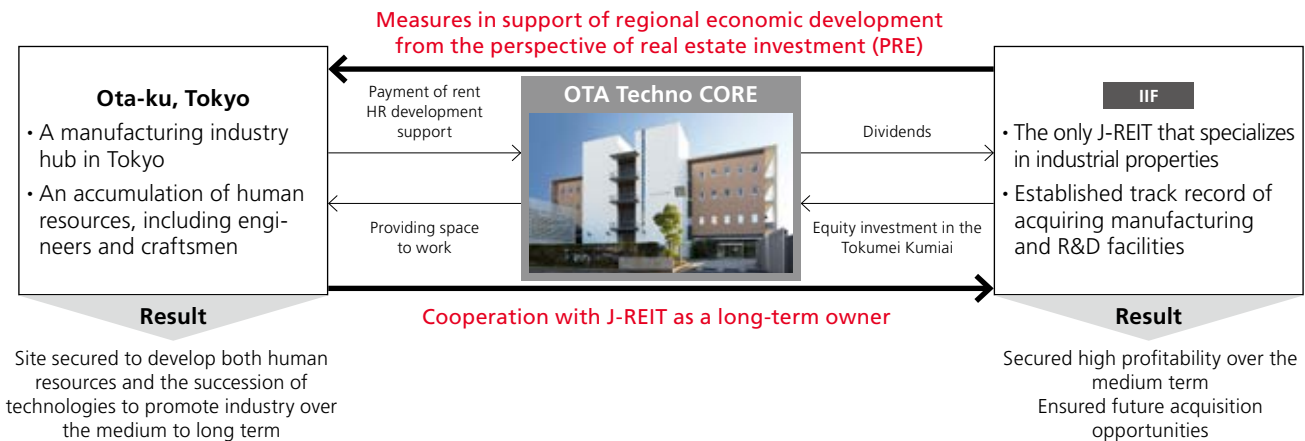 Measures in support of regional economic development
from the perspective of real estate investment (PRE)
Ota-ku, Tokyo
• A manufacturing industry
hub in Tokyo
• An accumulation of human
resources, including engi-
neers and craftsmen
Payment of rent
HR development
support
Providing space
to work
OTA Techno CORE
Dividends
Equity investment in the
Tokumei Kumiai
IIF
• The only J-REIT that specializes
in industrial properties
• Established track record of
acquiring manufacturing
and R&D facilities
Cooperation with J-REIT as a long-term owner
Result
Site secured to develop both human
resources and the succession of
technologies to promote industry over
the medium to long term
Result
Secured high profitability over the
medium term
Ensured future acquisition
opportunities